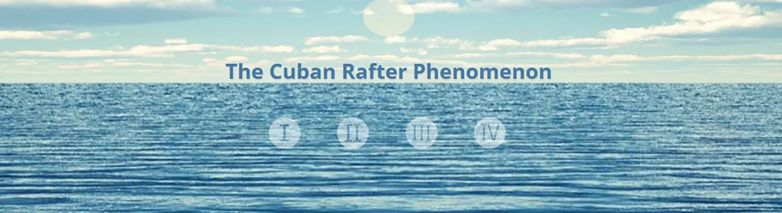 The Cuban Rafter Phenomenon
I II III IV